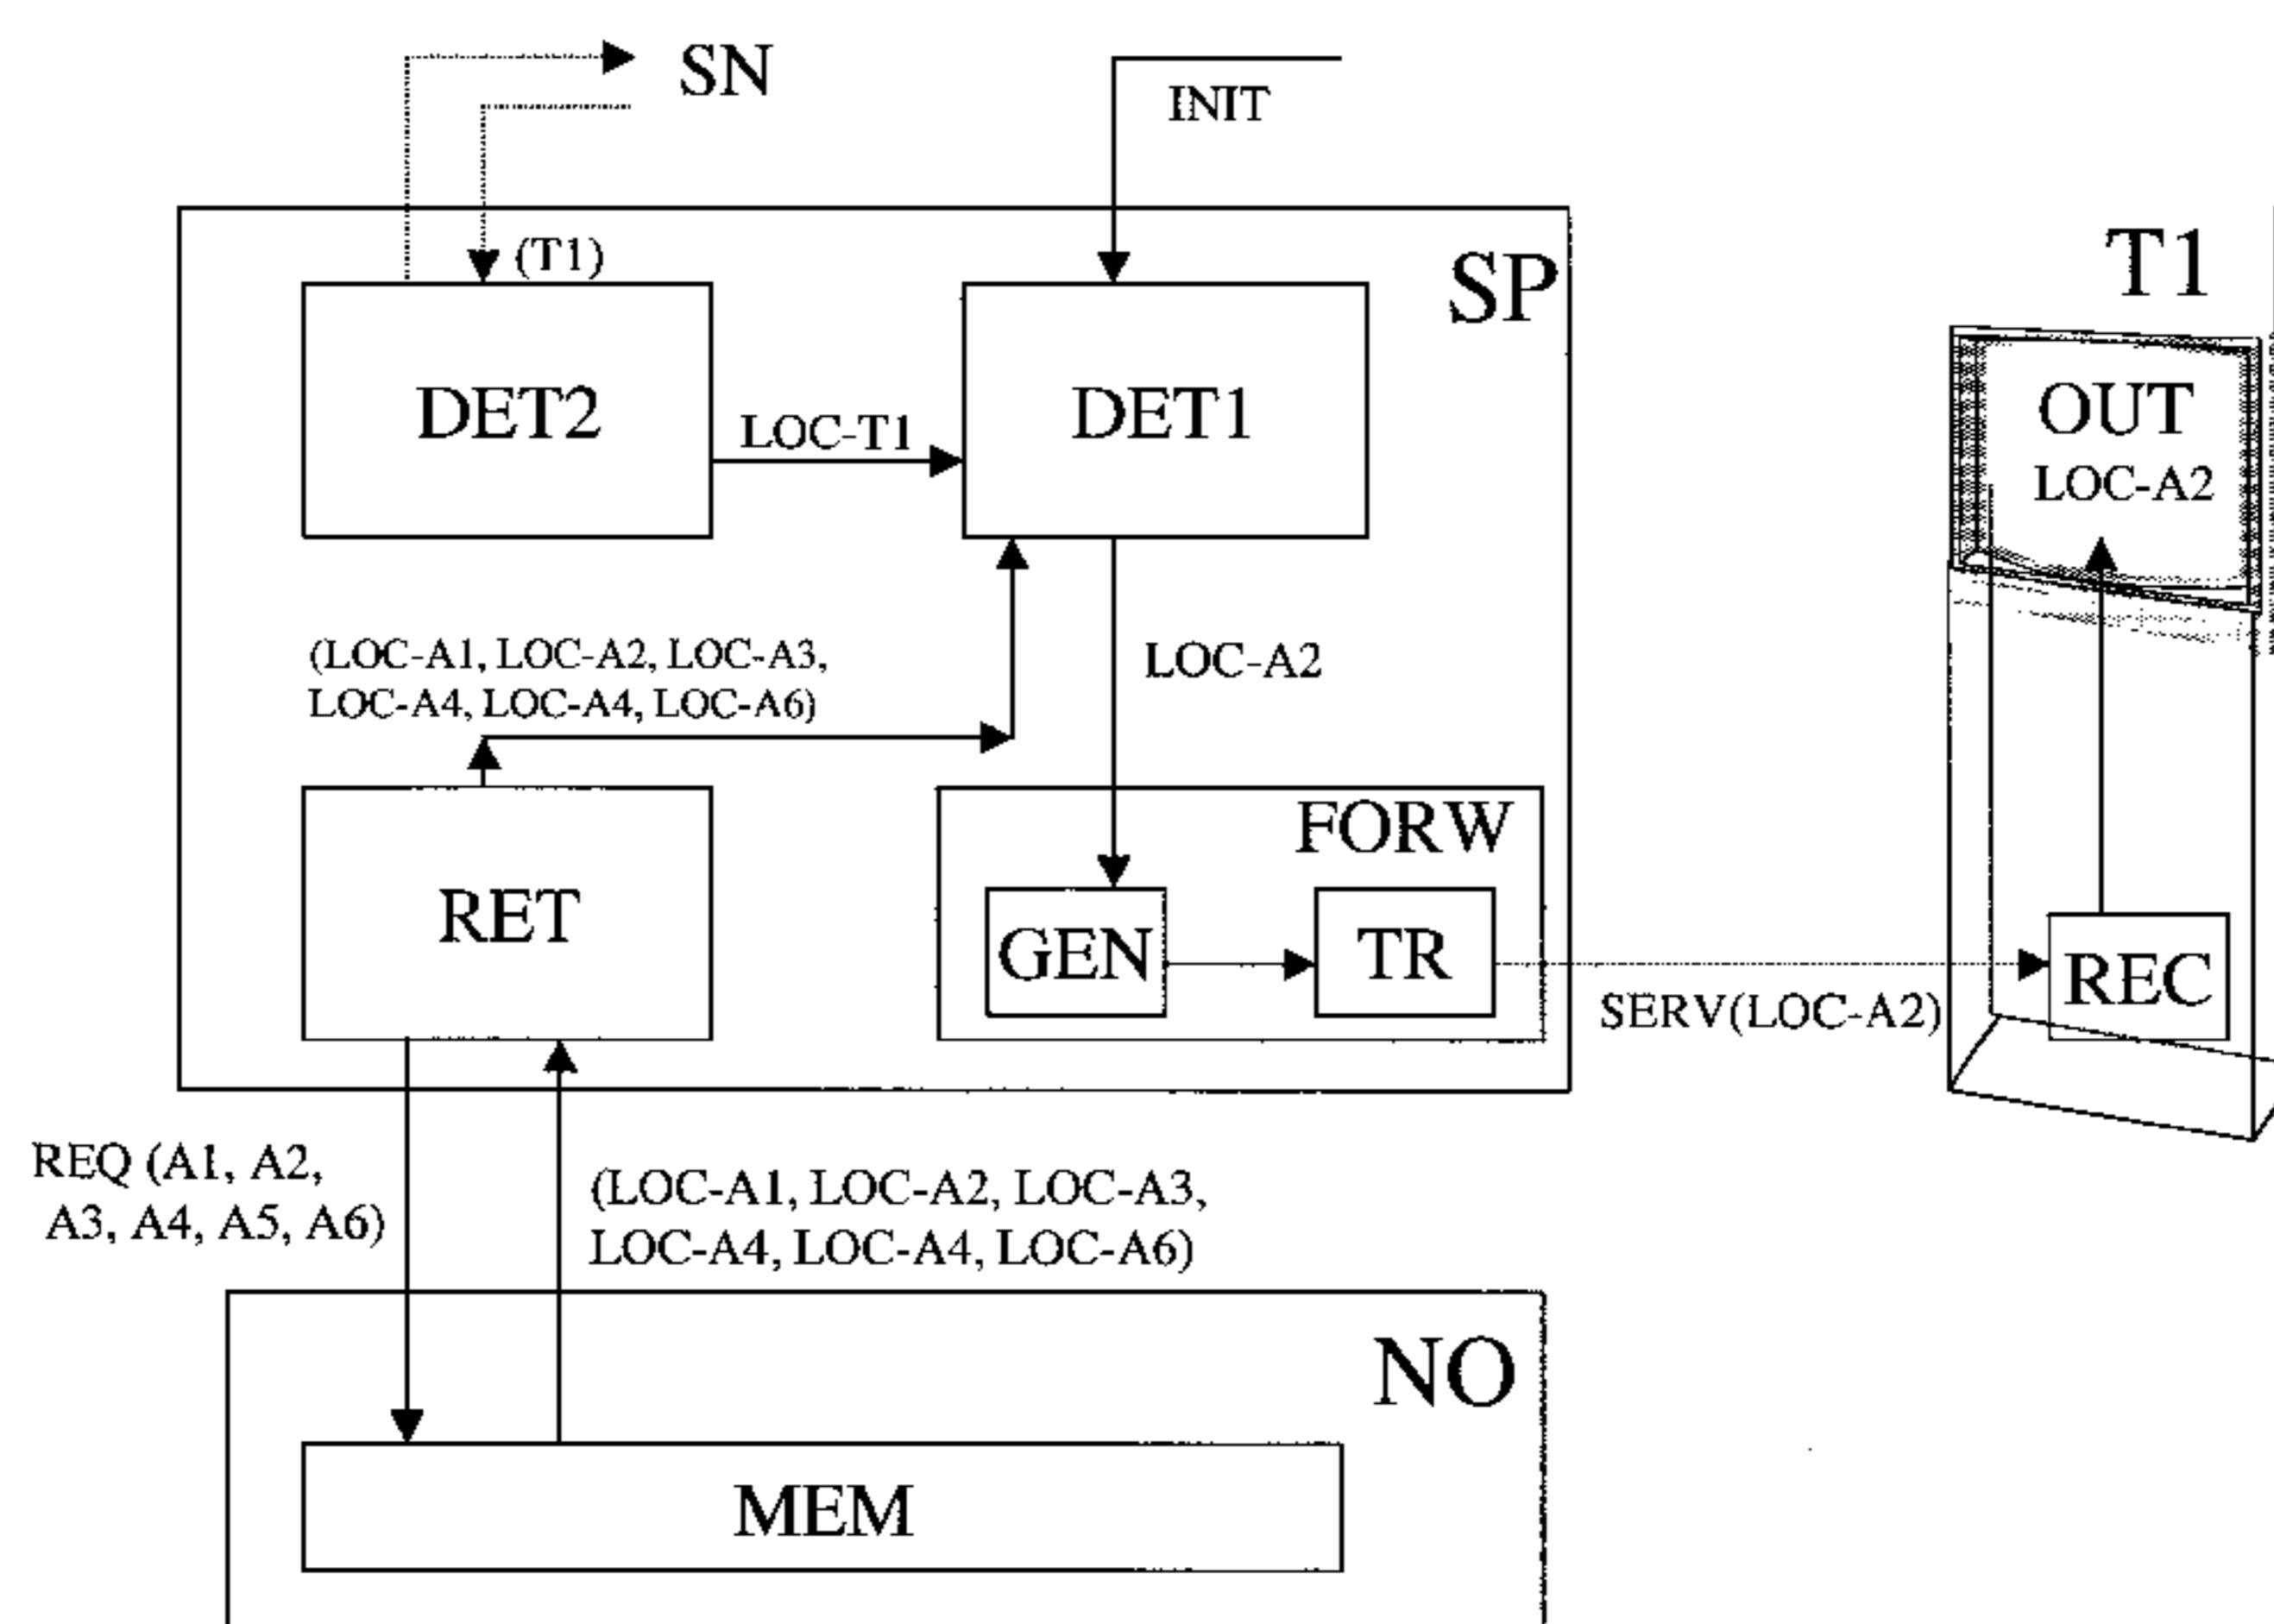 SN
INIT
(T1)
SP
T1
DET2
LOC-T1
DET1
OUT
LOC-A2
(LOC-A1, LOC-A2, LOC-A3,
LOC-A4, LOC-A4, LOC-A6)
LOC-A2
FORW
RET
GEN
TR
REC
SERV(LOC-A2)
REQ (A1, A2,
A3, A4, A5, A6)
(LOC-A1, LOC-A2, LOC-A3,
LOC-A4, LOC-A4, LOC-A6)
NO
MEM